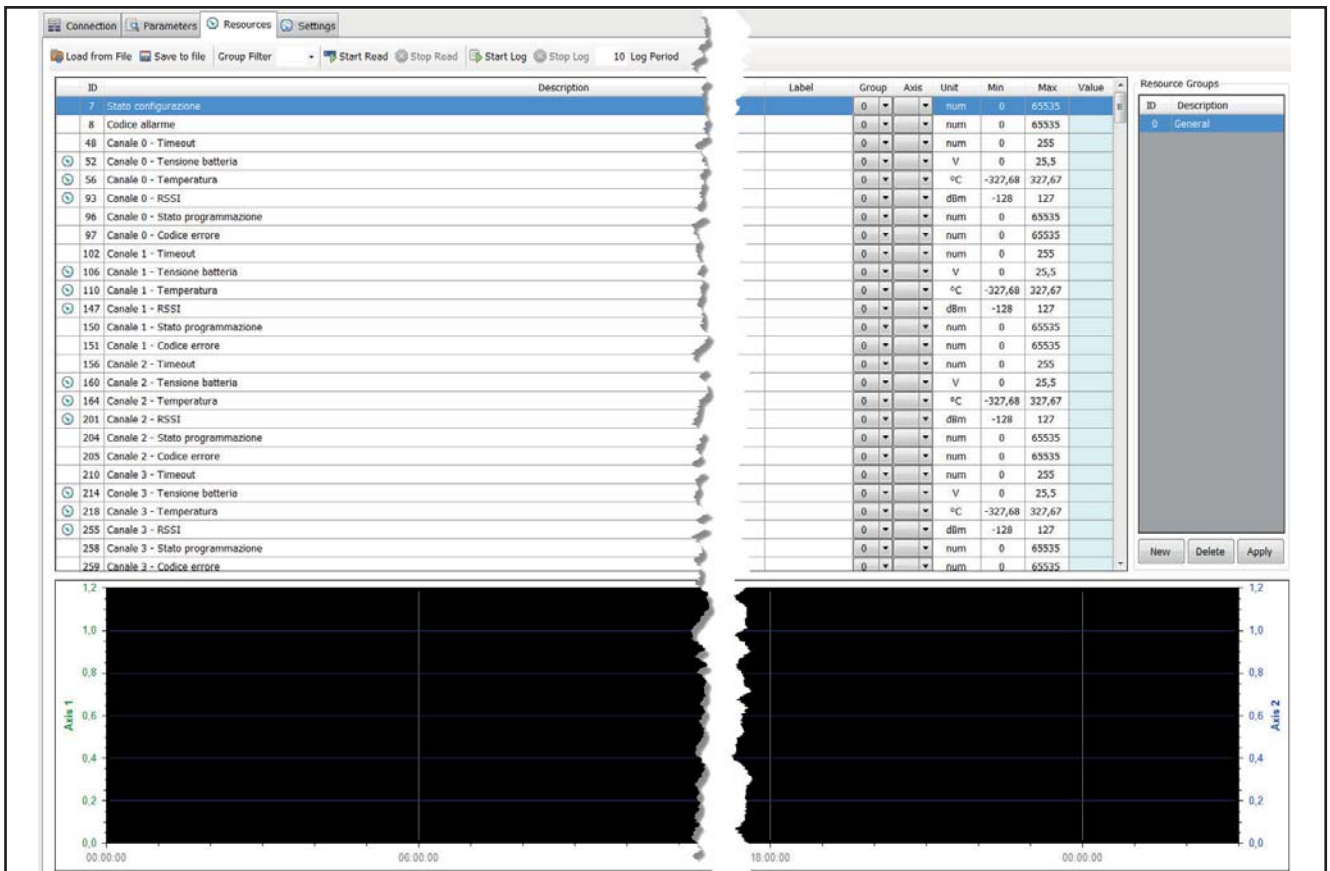 Connection Parameters Resources Settings
Load from File Save to file Group Filter Start Read Stop Read Start Log Stop Log 10 Log Period
ID Description Label Group Axis Unit Min Max Value
7 Stato configurazione 0 num 0 65535
8 Codice allarme 0 num 0 65535
48 Canale 0 - Timeout 0 num 0 255
52 Canale 0 - Tensione batteria 0 V 0 25,5
56 Canale 0 - Temperatura 0 ºC -327,68 327,67
93 Canale 0 - RSSI 0 dBm -128 127
96 Canale 0 - Stato programmazione 0 num 0 65535
97 Canale 0 - Codice errore 0 num 0 65535
102 Canale 1 - Timeout 0 num 0 255
106 Canale 1 - Tensione batteria 0 V 0 25,5
110 Canale 1 - Temperatura 0 ºC -327,68 327,67
147 Canale 1 - RSSI 0 dBm -128 127
150 Canale 1 - Stato programmazione 0 num 0 65535
151 Canale 1 - Codice errore 0 num 0 65535
156 Canale 2 - Timeout 0 num 0 255
160 Canale 2 - Tensione batteria 0 V 0 25,5
164 Canale 2 - Temperatura 0 ºC -327,68 327,67
201 Canale 2 - RSSI 0 dBm -128 127
204 Canale 2 - Stato programmazione 0 num 0 65535
205 Canale 2 - Codice errore 0 num 0 65535
210 Canale 3 - Timeout 0 num 0 255
214 Canale 3 - Tensione batteria 0 V 0 25,5
218 Canale 3 - Temperatura 0 ºC -327,68 327,67
255 Canale 3 - RSSI 0 dBm -128 127
258 Canale 3 - Stato programmazione 0 num 0 65535
259 Canale 3 - Codice errore 0 num 0 65535
Resource Groups
ID Description
0 General
New Delete Apply
1,2 1,2
1,0 1,0
0,8 0,8
0,6 0,6
0,4 0,4
0,2 0,2
0,0 0,0
Axis 1
Axis 2
00:00:00 06:00:00 18:00:00 00:00:00